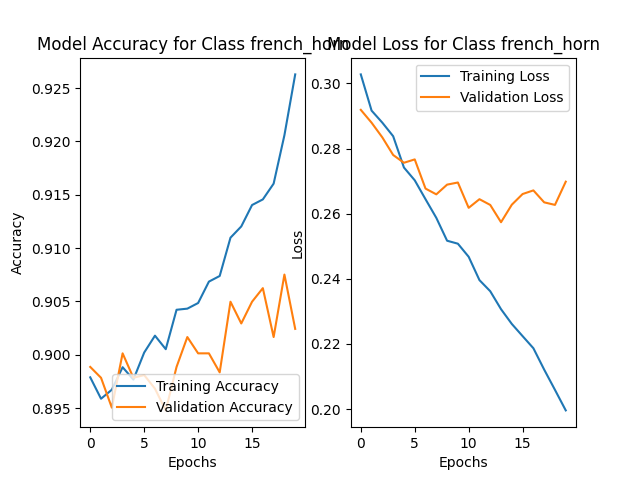 Model Accuracy for Class french_horn
Accuracy
0.925
0.920
0.915
0.910
0.905
0.900
0.895
Training Accuracy
Validation Accuracy
0
5
10
15
Epochs
Model Loss for Class french_horn
Loss
0.30
0.28
0.26
0.24
0.22
0.20
Training Loss
Validation Loss
0
5
10
15
Epochs